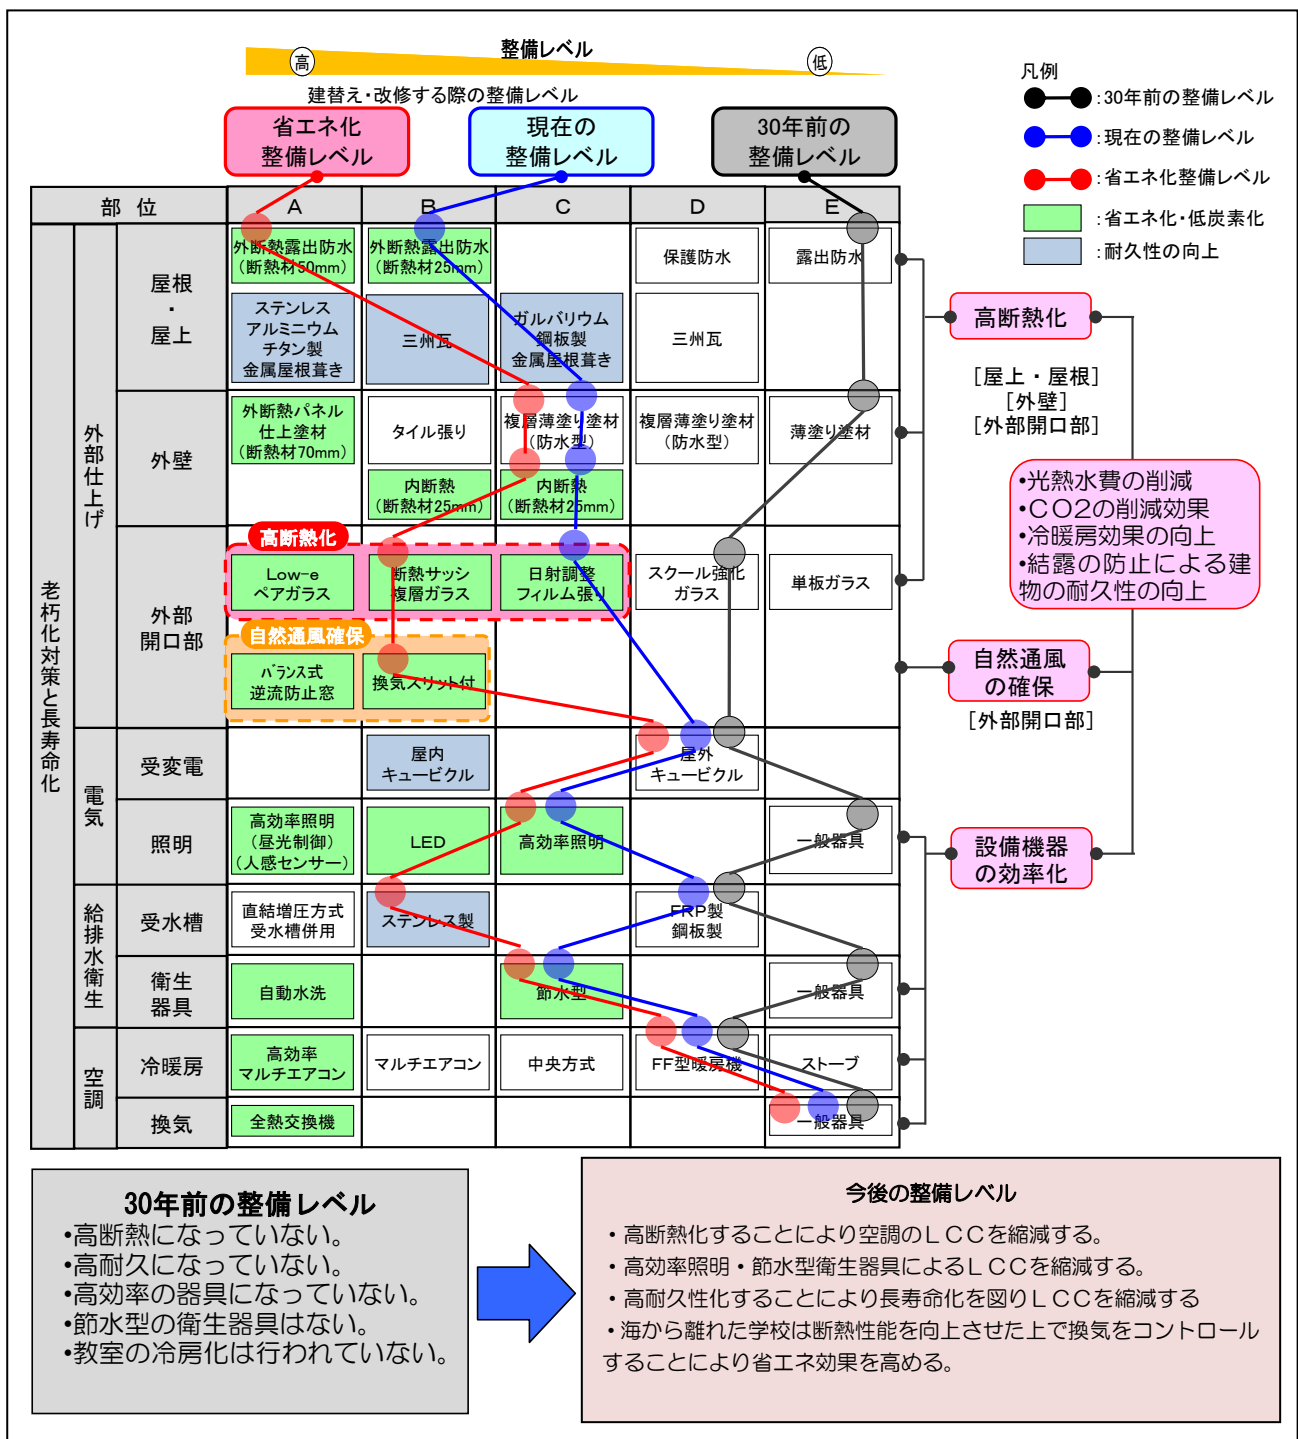 整備レベル
高
低
建替え・改修する際の整備レベル
省エネ化
整備レベル
現在の
整備レベル
30年前の
整備レベル
凡例
:30年前の整備レベル
:現在の整備レベル
:省エネ化整備レベル
:省エネ化・低炭素化
:耐久性の向上
部 位
A
B
C
D
E
老朽化対策と長寿命化
外部仕上げ
屋根
・
屋上
外断熱露出防水
(断熱材50mm)
外断熱露出防水
(断熱材25mm)
保護防水
露出防水
ステンレス
アルミニウム
チタン製
金属屋根葺き
三州瓦
ガルバリウム
鋼板製
金属屋根葺き
三州瓦
外壁
外断熱パネル
仕上塗材
(断熱材70mm)
タイル張り
複層薄塗り塗材
(防水型)
複層薄塗り塗材
(防水型)
薄塗り塗材
内断熱
(断熱材25mm)
内断熱
(断熱材25mm)
外部
開口部
高断熱化
Low-e
ペアガラス
断熱サッシ
複層ガラス
日射調整
フィルム張り
スクール強化
ガラス
単板ガラス
自然通風確保
バランス式
逆流防止窓
換気スリット付
電気
受変電
屋内
キュービクル
屋外
キュービクル
照明
高効率照明
(昼光制御)
(人感センサー)
LED
高効率照明
一般器具
給排水衛生
受水槽
直結増圧方式
受水槽併用
ステンレス製
FRP製
鋼板製
衛生
器具
自動水洗
節水型
一般器具
空調
冷暖房
高効率
マルチエアコン
マルチエアコン
中央方式
FF型暖房機
ストーブ
換気
全熱交換機
一般器具
高断熱化
[屋上・屋根]
[外壁]
[外部開口部]
•光熱水費の削減
•CO2の削減効果
•冷暖房効果の向上
•結露の防止による建
物の耐久性の向上
自然通風
の確保
[外部開口部]
設備機器
の効率化
30年前の整備レベル
•高断熱になっていない。
•高耐久になっていない。
•高効率の器具になっていない。
•節水型の衛生器具はない。
•教室の冷房化は行われていない。
今後の整備レベル
・高断熱化することにより空調のLCCを縮減する。
・高効率照明・節水型衛生器具によるLCCを縮減する。
・高耐久性化することにより長寿命化を図りLCCを縮減する
・海から離れた学校は断熱性能を向上させた上で換気をコントロール
することにより省エネ効果を高める。